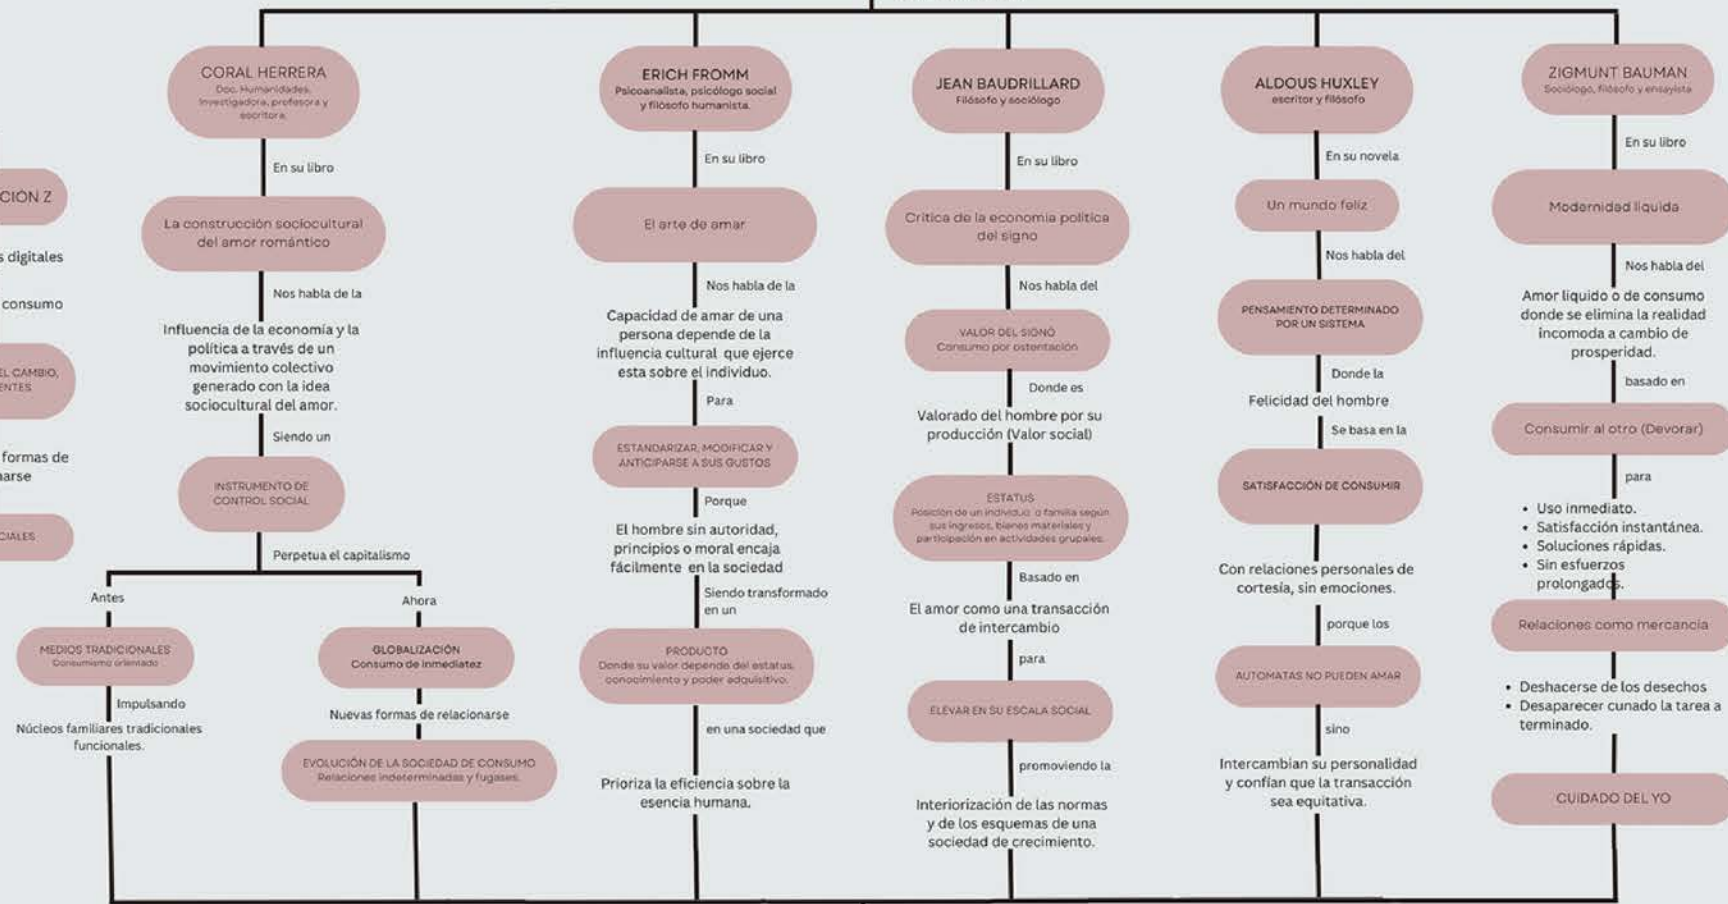 CIÓN Z
s digitales
consumo
EL CAMBIO,
ENTES
formas de
narse
CIALES
CORAL HERRERA
Doc. Humanidades,
Investigadora, profesora y
escritora.
En su libro
La construcción sociocultural
del amor romántico
Nos habla de la
Influencia de la economía y la
política a través de un
movimiento colectivo
generado con la idea
sociocultural del amor.
Siendo un
INSTRUMENTO DE
CONTROL SOCIAL
Perpetua el capitalismo
Antes
MEDIOS TRADICIONALES
Consumismo orientado
Impulsando
Núcleos familiares tradicionales
funcionales.
Ahora
GLOBALIZACIÓN
Consumo de inmediatez
Nuevas formas de relacionarse
EVOLUCIÓN DE LA SOCIEDAD DE CONSUMO
Relaciones indeterminadas y fugases.
ERICH FROMM
Psicoanalista, psicólogo social
y filósofo humanista.
En su libro
El arte de amar
Nos habla de la
Capacidad de amar de una
persona depende de la
influencia cultural que ejerce
esta sobre el individuo.
Para
ESTANDARIZAR, MODIFICAR Y
ANTICIPARSE A SUS GUSTOS
Porque
El hombre sin autoridad,
principios o moral encaja
fácilmente en la sociedad
Siendo transformado
en un
PRODUCTO
Donde su valor depende del estatus,
conocimiento y poder adquisitivo.
en una sociedad que
Prioriza la eficiencia sobre la
esencia humana.
JEAN BAUDRILLARD
Filósofo y sociólogo
En su libro
Crítica de la economía política
del signo
Nos habla del
VALOR DEL SIGNO
Consumo por ostentación
Donde es
Valorado del hombre por su
producción (Valor social)
ESTATUS
Posición de un individuo o familia según
sus ingresos, bienes materiales y
participación en actividades grupales.
Basado en
El amor como una transacción
de intercambio
para
ELEVAR EN SU ESCALA SOCIAL
promoviendo la
Interiorización de las normas
y de los esquemas de una
sociedad de crecimiento.
ALDOUS HUXLEY
escritor y filósofo
En su novela
Un mundo feliz
Nos habla del
PENSAMIENTO DETERMINADO
POR UN SISTEMA
Donde la
Felicidad del hombre
Se basa en la
SATISFACCIÓN DE CONSUMIR
Con relaciones personales de
cortesía, sin emociones.
porque los
AUTOMATAS NO PUEDEN AMAR
sino
Intercambian su personalidad
y confían que la transacción
sea equitativa.
ZIGMUNT BAUMAN
Sociólogo, filósofo y ensayista
En su libro
Modernidad líquida
Nos habla del
Amor líquido o de consumo
donde se elimina la realidad
incomoda a cambio de
prosperidad.
basado en
Consumir al otro (Devorar)
para
• Uso inmediato.
• Satisfacción instantánea.
• Soluciones rápidas.
• Sin esfuerzos
prolongados.
Relaciones como mercancía
• Deshacerse de los desechos
• Desaparecer cunado la tarea a
terminado.
CUIDADO DEL YO